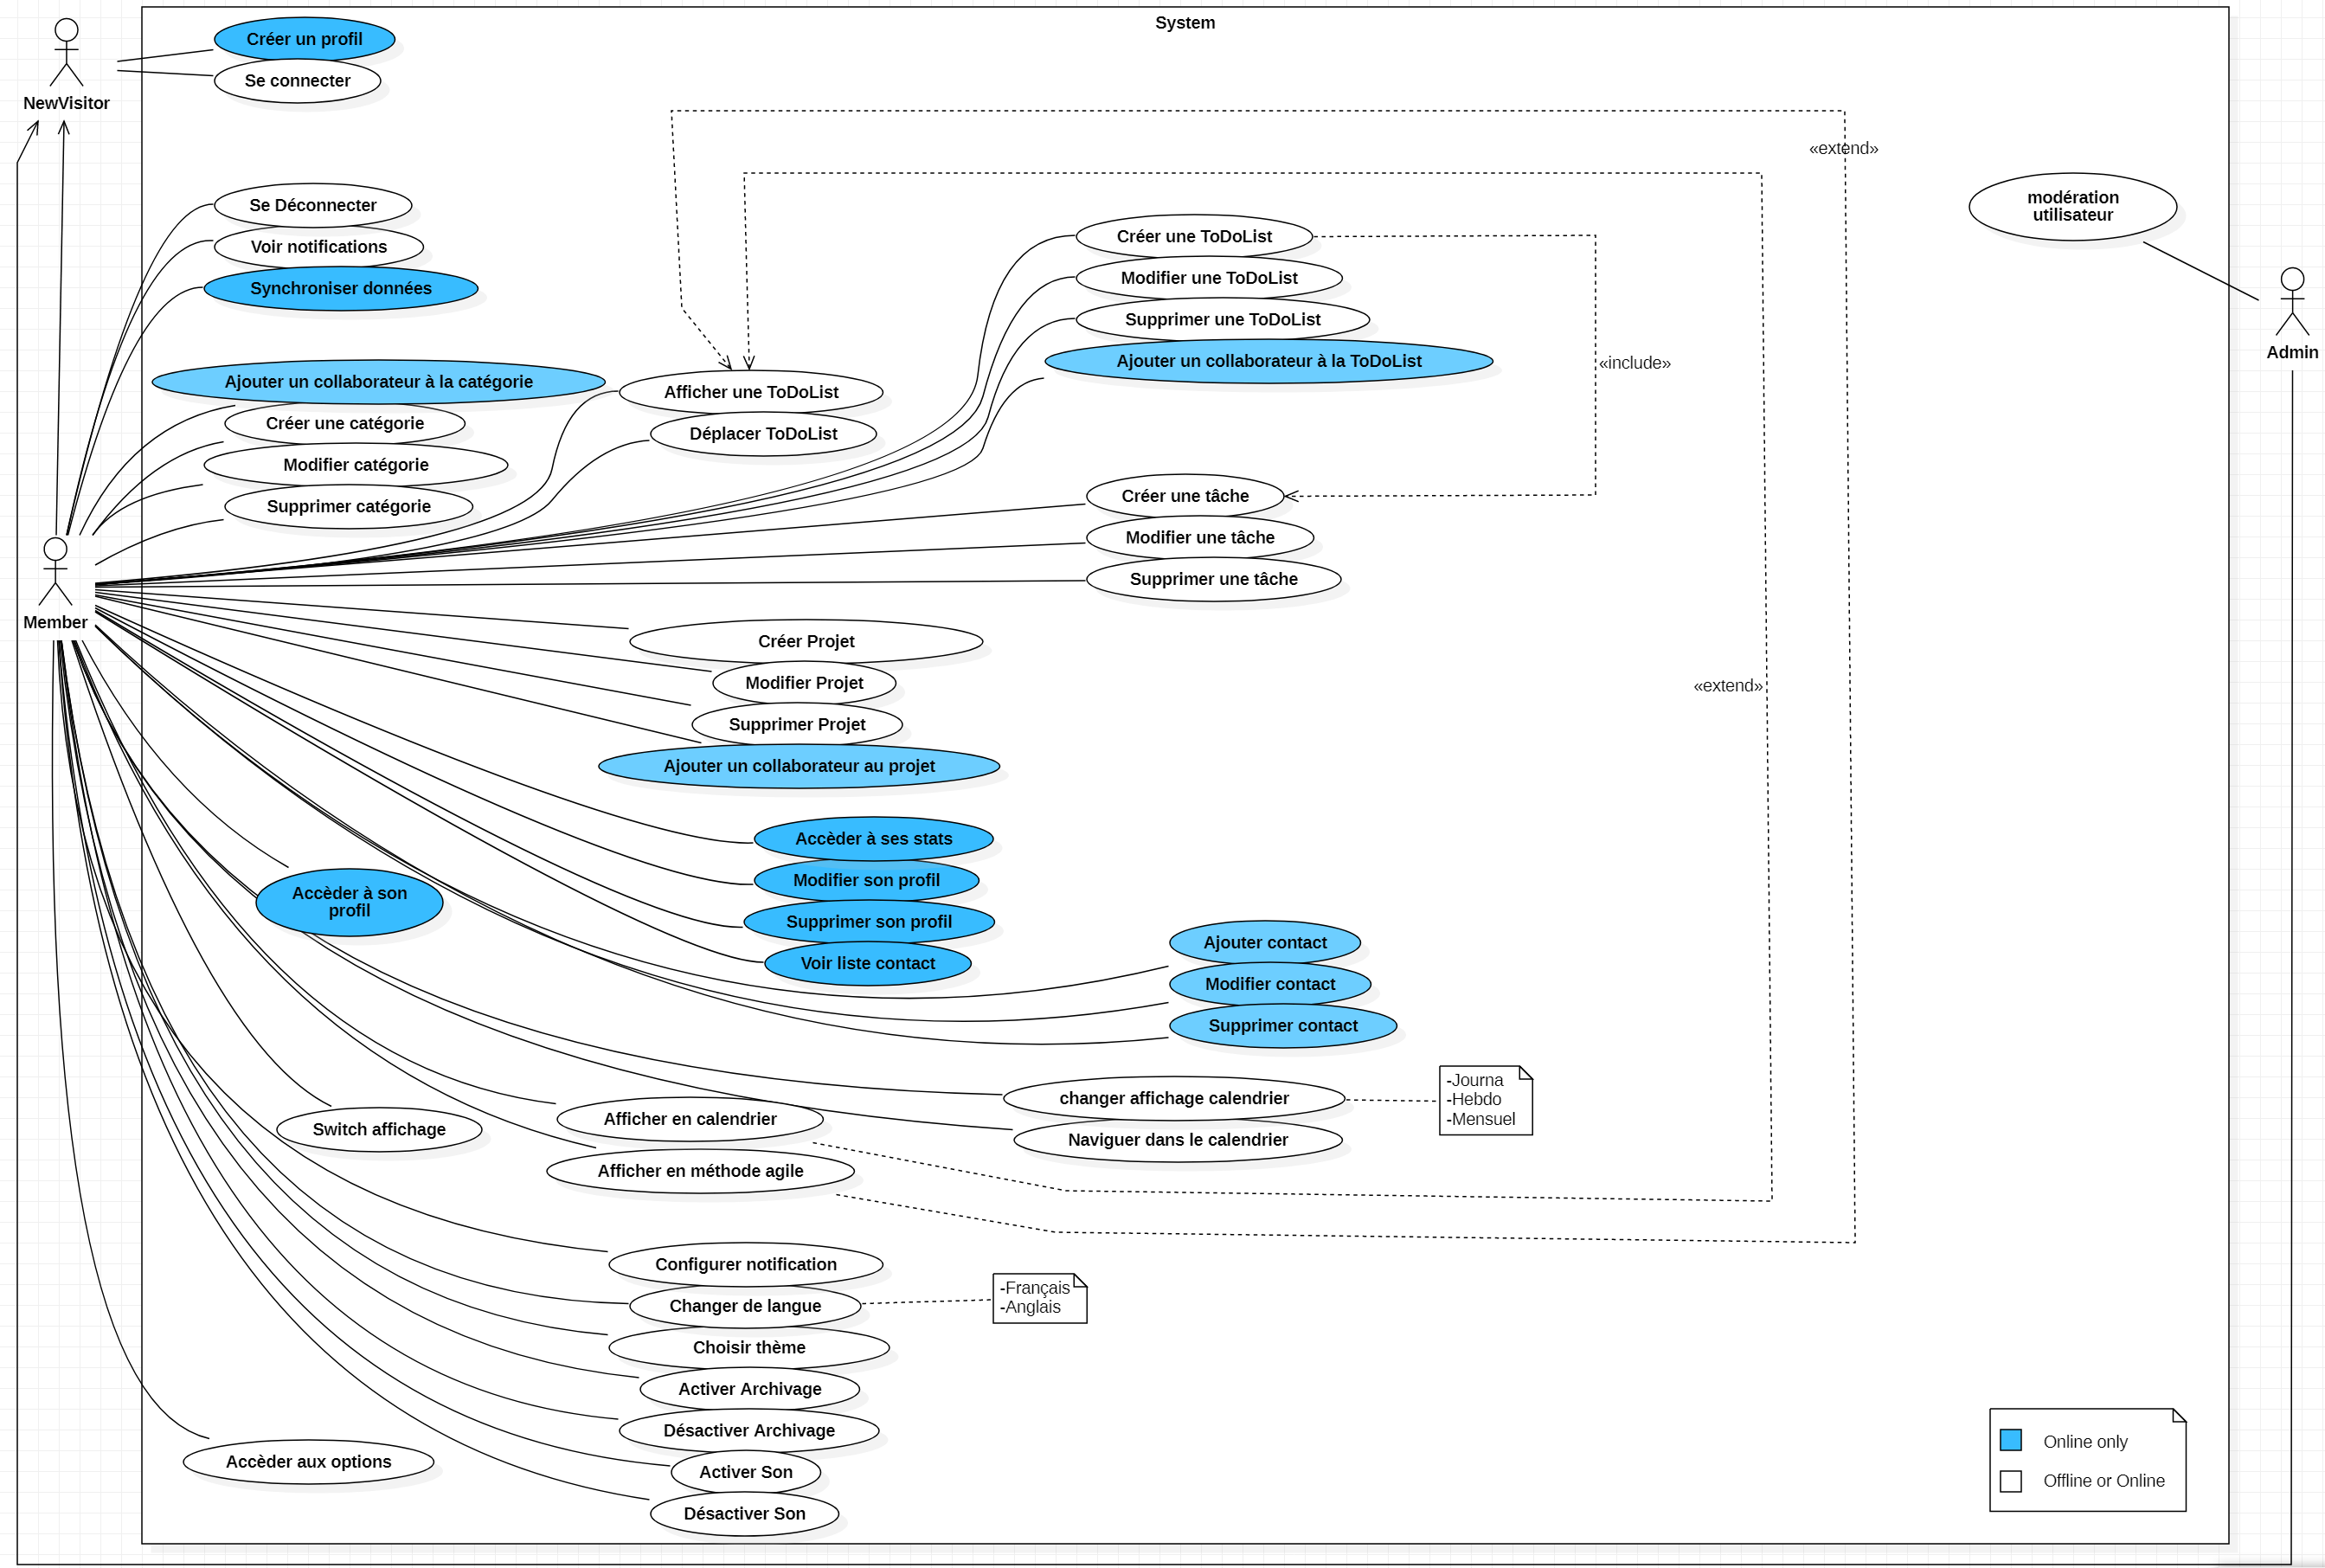 System
NewVisitor
Créer un profil
Se connecter
Se Déconnecter
Voir notifications
Synchroniser données
Ajouter un collaborateur à la catégorie
Créer une catégorie
Modifier catégorie
Supprimer catégorie
Member
Afficher une ToDoList
Déplacer ToDoList
Créer une ToDoList
Modifier une ToDoList
Supprimer une ToDoList
Ajouter un collaborateur à la ToDoList
«include»
«extend»
«extend»
modération
utilisateur
Admin
Créer une tâche
Modifier une tâche
Supprimer une tâche
Créer Projet
Modifier Projet
Supprimer Projet
Ajouter un collaborateur au projet
Accèder à ses stats
Modifier son profil
Supprimer son profil
Voir liste contact
Accèder à son
profil
Ajouter contact
Modifier contact
Supprimer contact
changer affichage calendrier
Naviguer dans le calendrier
-Journa
-Hebdo
-Mensuel
Switch affichage
Afficher en calendrier
Afficher en méthode agile
Configurer notification
Changer de langue
Choisir thème
Activer Archivage
Désactiver Archivage
Activer Son
Désactiver Son
-Français
-Anglais
Accèder aux options
Online only
Offline or Online